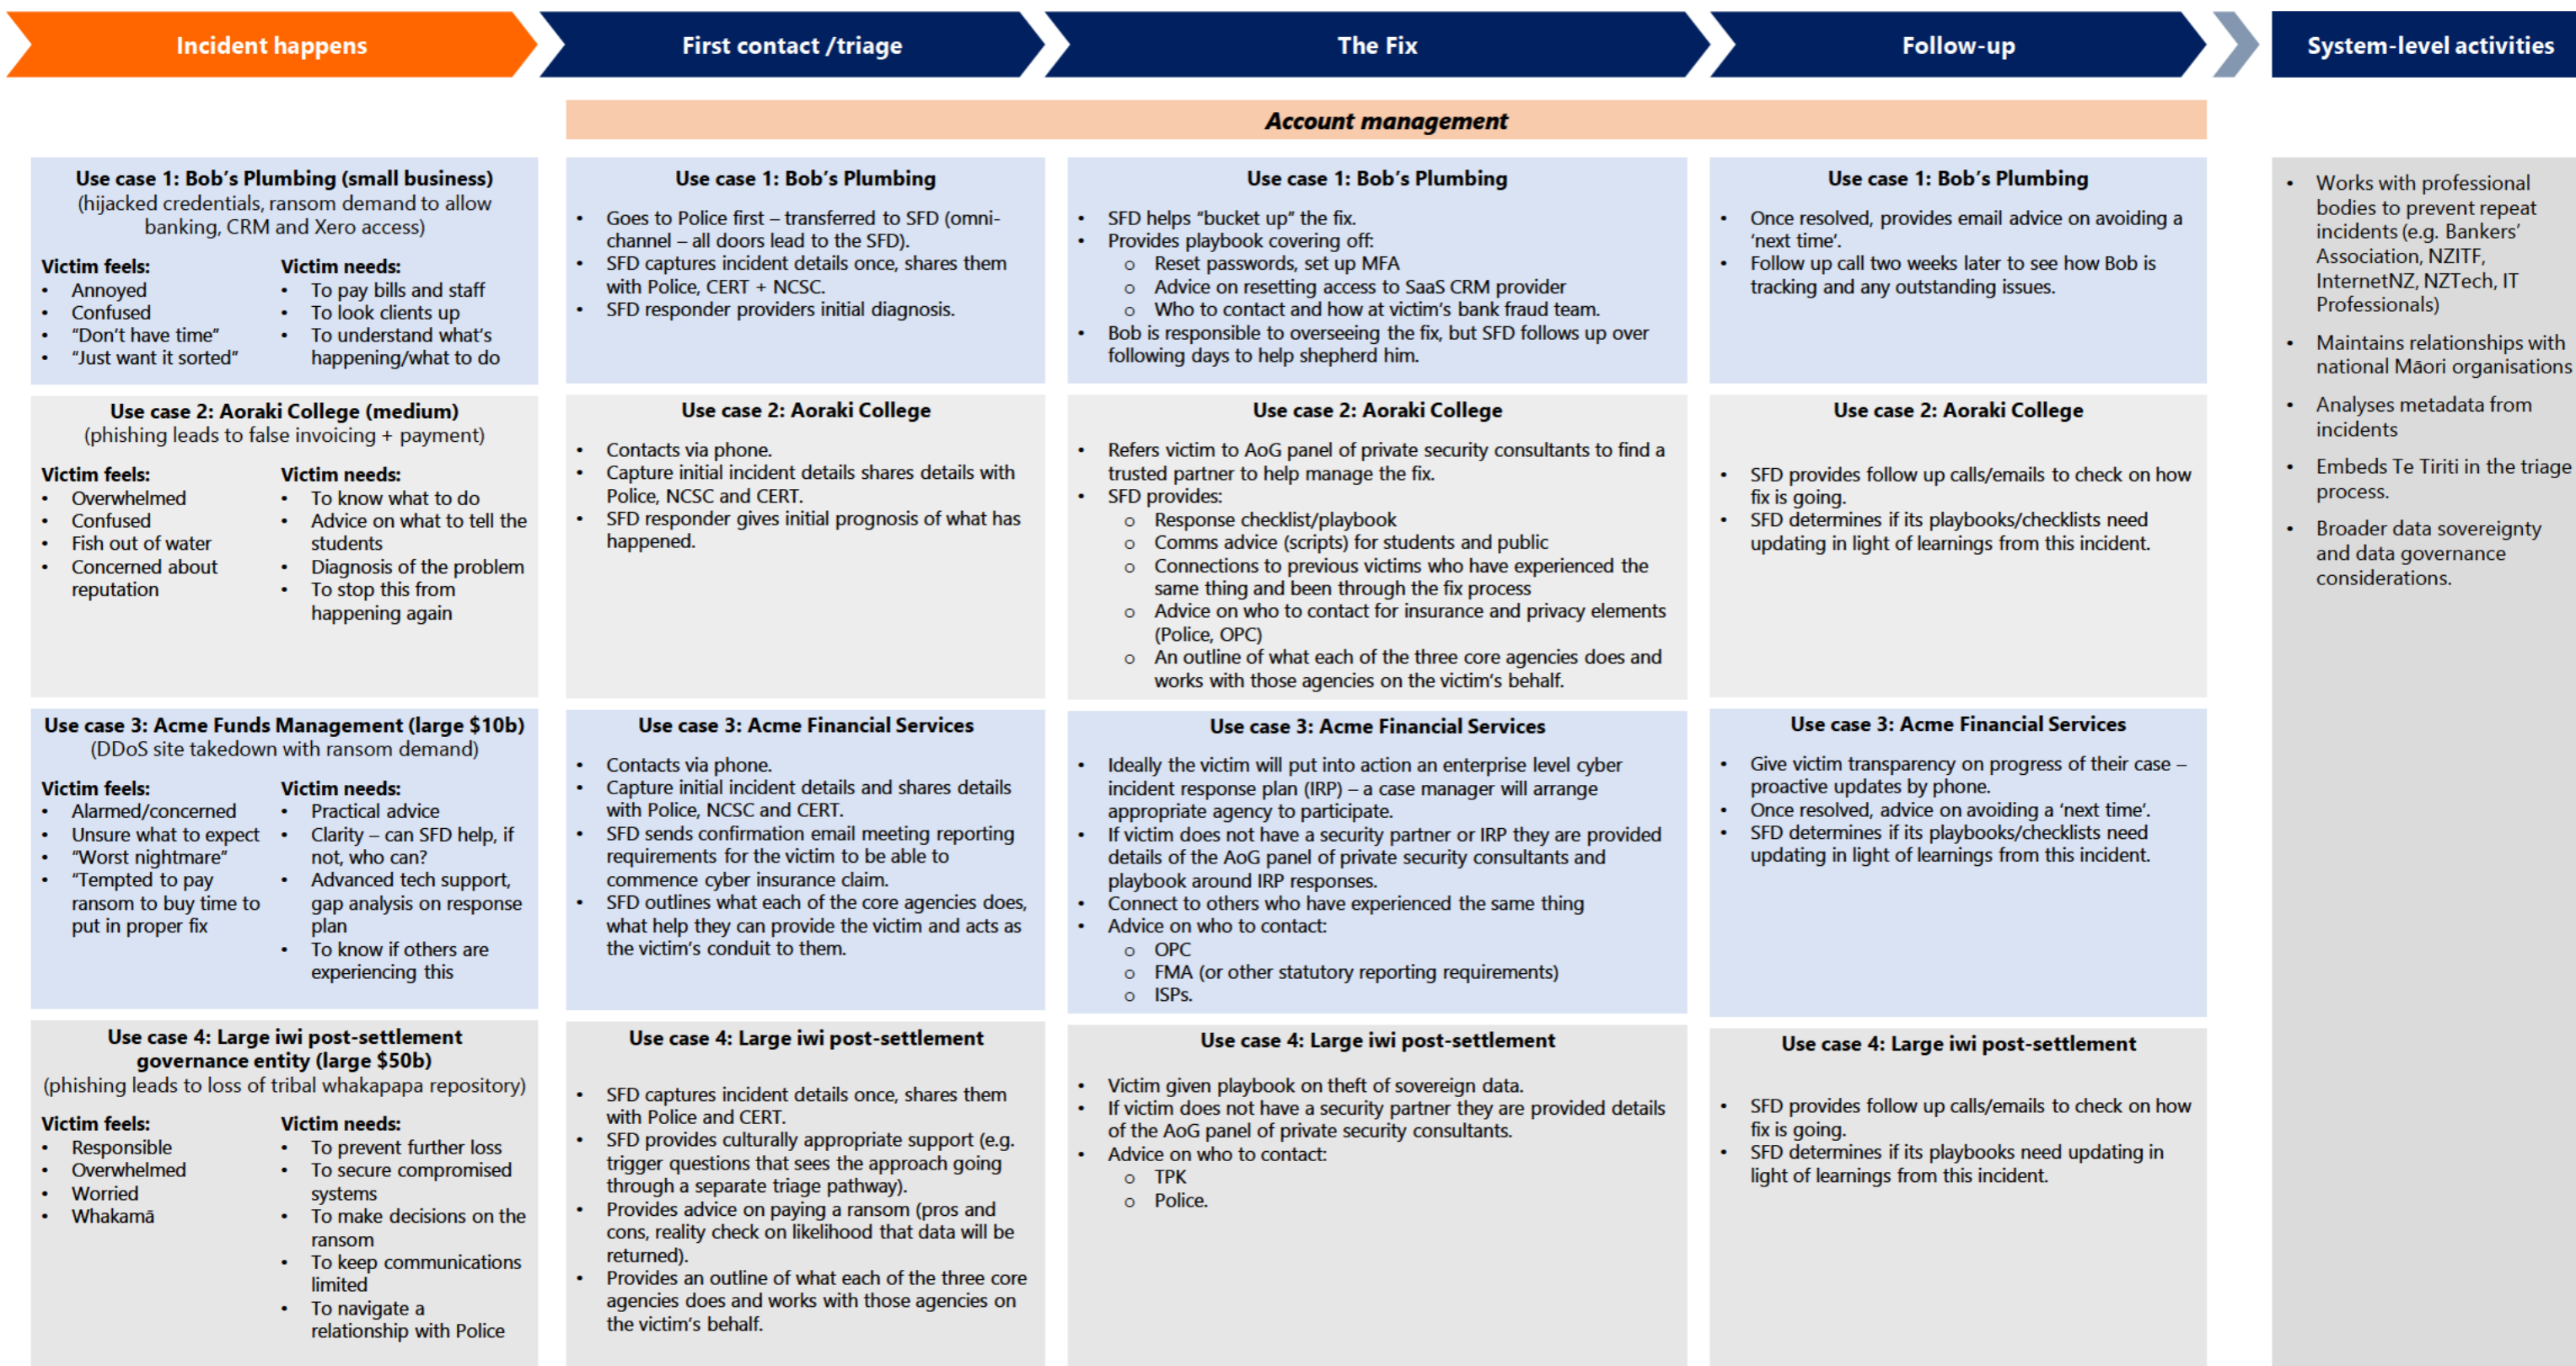 Incident happens
First contact /triage
The Fix
Follow-up
System-level activities
Account management
Use case 1: Bob’s Plumbing (small business)
(hijacked credentials, ransom demand to allow
banking, CRM and Xero access)
Victim feels:
• Annoyed
• Confused
• “Don’t have time”
• “Just want it sorted”
Victim needs:
• To pay bills and staff
• To look clients up
• To understand what’s
happening/what to do
Use case 1: Bob’s Plumbing
• Goes to Police first – transferred to SFD (omni-
channel – all doors lead to the SFD).
• SFD captures incident details once, shares them
with Police, CERT + NCSC.
• SFD responder providers initial diagnosis.
Use case 1: Bob’s Plumbing
• SFD helps “bucket up” the fix.
• Provides playbook covering off:
o Reset passwords, set up MFA
o Advice on resetting access to SaaS CRM provider
o Who to contact and how at victim’s bank fraud team.
• Bob is responsible to overseeing the fix, but SFD follows up over
following days to help shepherd him.
Use case 1: Bob’s Plumbing
• Once resolved, provides email advice on avoiding a
‘next time’.
• Follow up call two weeks later to see how Bob is
tracking and any outstanding issues.
Use case 2: Aoraki College (medium)
(phishing leads to false invoicing + payment)
Victim feels:
• Overwhelmed
• Confused
• Fish out of water
• Concerned about
reputation
Victim needs:
• To know what to do
• Advice on what to tell the
students
• Diagnosis of the problem
• To stop this from
happening again
Use case 2: Aoraki College
• Contacts via phone.
• Capture initial incident details shares details with
Police, NCSC and CERT.
• SFD responder gives initial prognosis of what has
happened.
Use case 2: Aoraki College
• Refers victim to AoG panel of private security consultants to find a
trusted partner to help manage the fix.
• SFD provides:
o Response checklist/playbook
o Comms advice (scripts) for students and public
o Connections to previous victims who have experienced the
same thing and been through the fix process
o Advice on who to contact for insurance and privacy elements
(Police, OPC)
o An outline of what each of the three core agencies does and
works with those agencies on the victim’s behalf.
Use case 2: Aoraki College
• SFD provides follow up calls/emails to check on how
fix is going.
• SFD determines if its playbooks/checklists need
updating in light of learnings from this incident.
Use case 3: Acme Funds Management (large $10b)
(DDoS site takedown with ransom demand)
Victim feels:
• Alarmed/concerned
• Unsure what to expect
• “Worst nightmare”
• “Tempted to pay
ransom to buy time to
put in proper fix
Victim needs:
• Practical advice
• Clarity – can SFD help, if
not, who can?
• Advanced tech support,
gap analysis on response
plan
• To know if others are
experiencing this
Use case 3: Acme Financial Services
• Contacts via phone.
• Capture initial incident details and shares details
with Police, NCSC and CERT.
• SFD sends confirmation email meeting reporting
requirements for the victim to be able to
commence cyber insurance claim.
• SFD outlines what each of the core agencies does,
what help they can provide the victim and acts as
the victim’s conduit to them.
Use case 3: Acme Financial Services
• Ideally the victim will put into action an enterprise level cyber
incident response plan (IRP) – a case manager will arrange
appropriate agency to participate.
• If victim does not have a security partner or IRP they are provided
details of the AoG panel of private security consultants and
playbook around IRP responses.
• Connect to others who have experienced the same thing
• Advice on who to contact:
o OPC
o FMA (or other statutory reporting requirements)
o ISPs.
Use case 3: Acme Financial Services
• Give victim transparency on progress of their case –
proactive updates by phone.
• Once resolved, advice on avoiding a ‘next time’.
• SFD determines if its playbooks/checklists need
updating in light of learnings from this incident.
Use case 4: Large iwi post-settlement
governance entity (large $50b)
(phishing leads to loss of tribal whakapapa repository)
Victim feels:
• Responsible
• Overwhelmed
• Worried
• Whakamā
Victim needs:
• To prevent further loss
• To secure compromised
systems
• To make decisions on the
ransom
• To keep communications
limited
• To navigate a
relationship with Police
Use case 4: Large iwi post-settlement
• SFD captures incident details once, shares them
with Police and CERT.
• SFD provides culturally appropriate support (e.g.
trigger questions that sees the approach going
through a separate triage pathway).
• Provides advice on paying a ransom (pros and
cons, reality check on likelihood that data will be
returned).
• Provides an outline of what each of the three core
agencies does and works with those agencies on
the victim’s behalf.
Use case 4: Large iwi post-settlement
• Victim given playbook on theft of sovereign data.
• If victim does not have a security partner they are provided details
of the AoG panel of private security consultants.
• Advice on who to contact:
o TPK
o Police.
Use case 4: Large iwi post-settlement
• SFD provides follow up calls/emails to check on how
fix is going.
• SFD determines if its playbooks need updating in
light of learnings from this incident.
• Works with professional
bodies to prevent repeat
incidents (e.g. Bankers’
Association, NZITF,
InternetNZ, NZTech, IT
Professionals)
• Maintains relationships with
national Māori organisations
• Analyses metadata from
incidents
• Embeds Te Tiriti in the triage
process.
• Broader data sovereignty
and data governance
considerations.